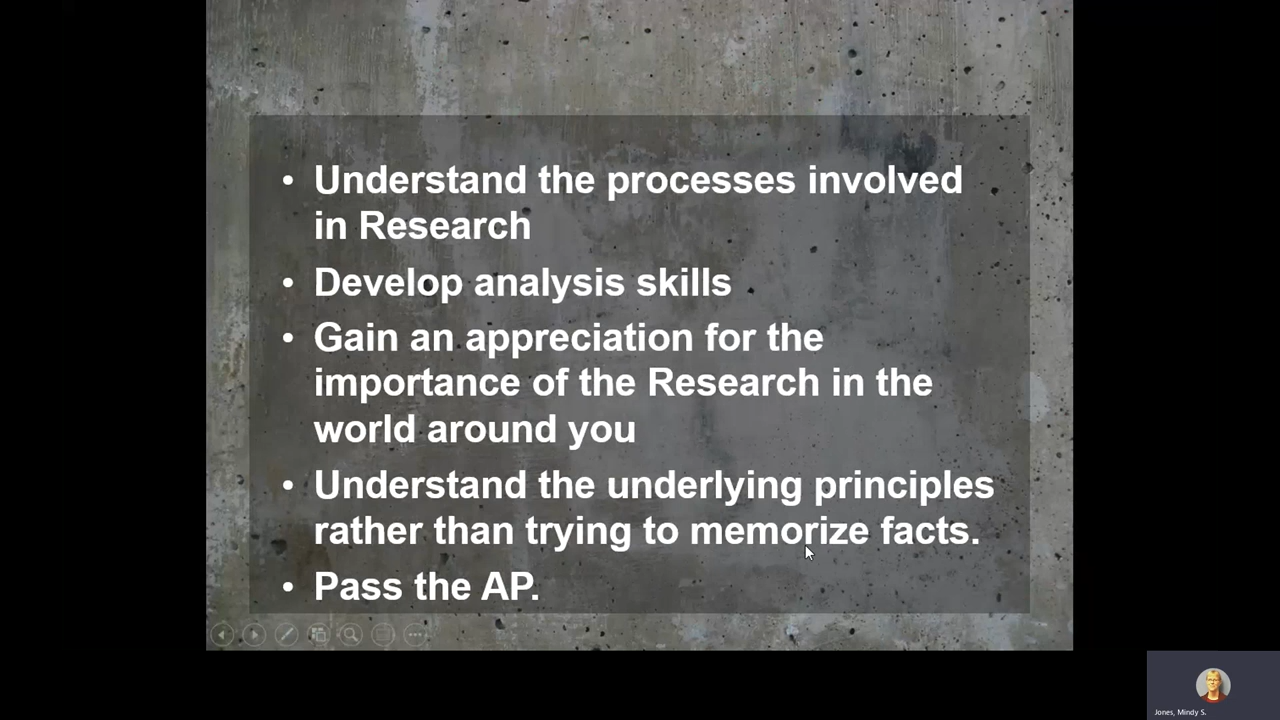 • Understand the processes involved
in Research
• Develop analysis skills
• Gain an appreciation for the
importance of the Research in the
world around you
• Understand the underlying principles
rather than trying to memorize facts.
• Pass the AP.
Jones, Mindy S.